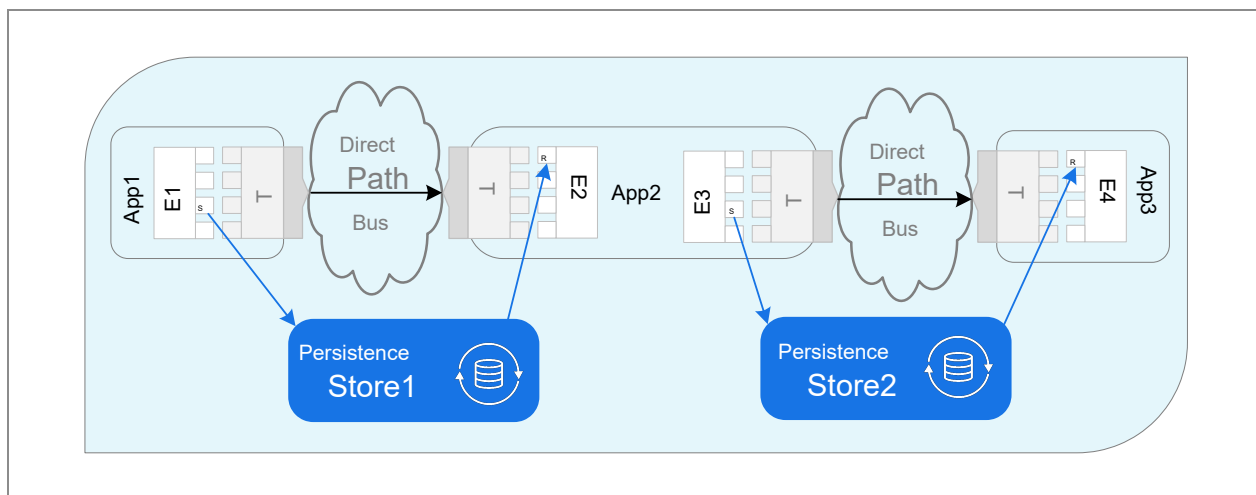 App1
E1
S
T
Direct
Path
Bus
T
R
E2
App2
E3
S
T
Direct
Path
Bus
T
R
E4
App3
Persistence
Store1
Persistence
Store2